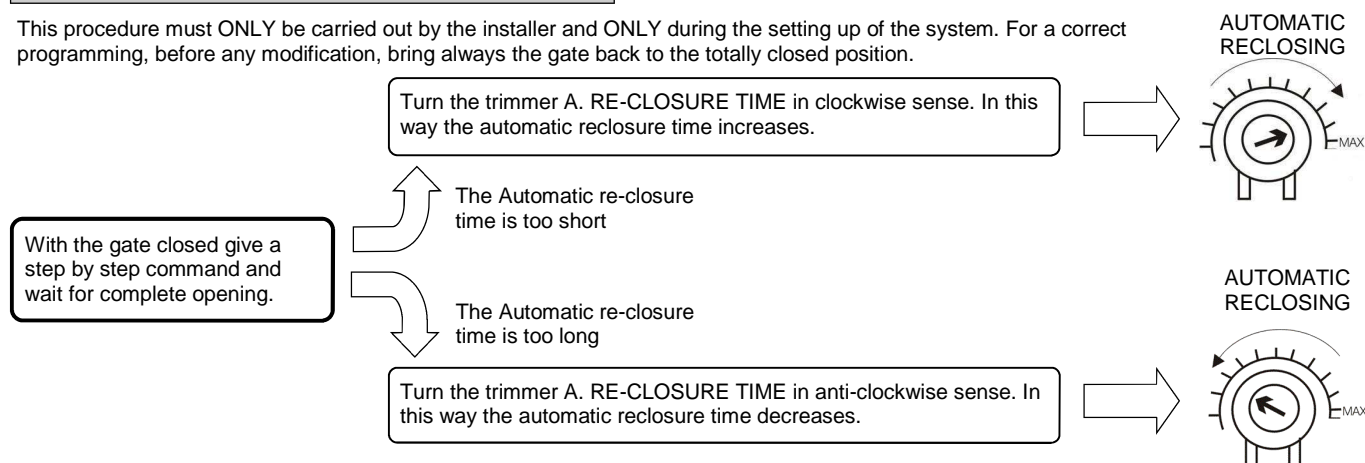 This procedure must ONLY be carried out by the installer and ONLY during the setting up of the system. For a correct
programming, before any modification, bring always the gate back to the totally closed position.
AUTOMATIC
RECLOSING
Turn the trimmer A. RE-CLOSURE TIME in clockwise sense. In this
way the automatic reclosure time increases.
MAX
The Automatic re-closure
time is too short
With the gate closed give a
step by step command and
wait for complete opening.
The Automatic re-closure
time is too long
AUTOMATIC
RECLOSING
Turn the trimmer A. RE-CLOSURE TIME in anti-clockwise sense. In
this way the automatic reclosure time decreases.
MAX